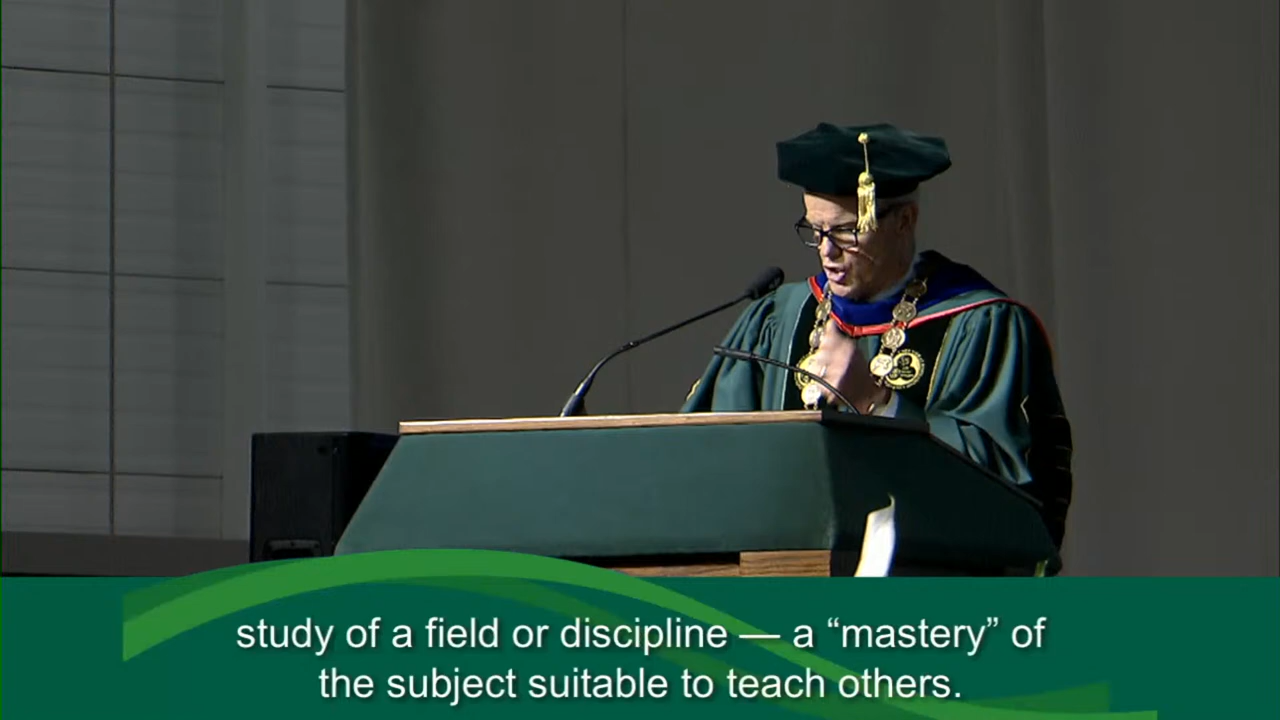 study of a field or discipline — a “mastery” of
the subject suitable to teach others.